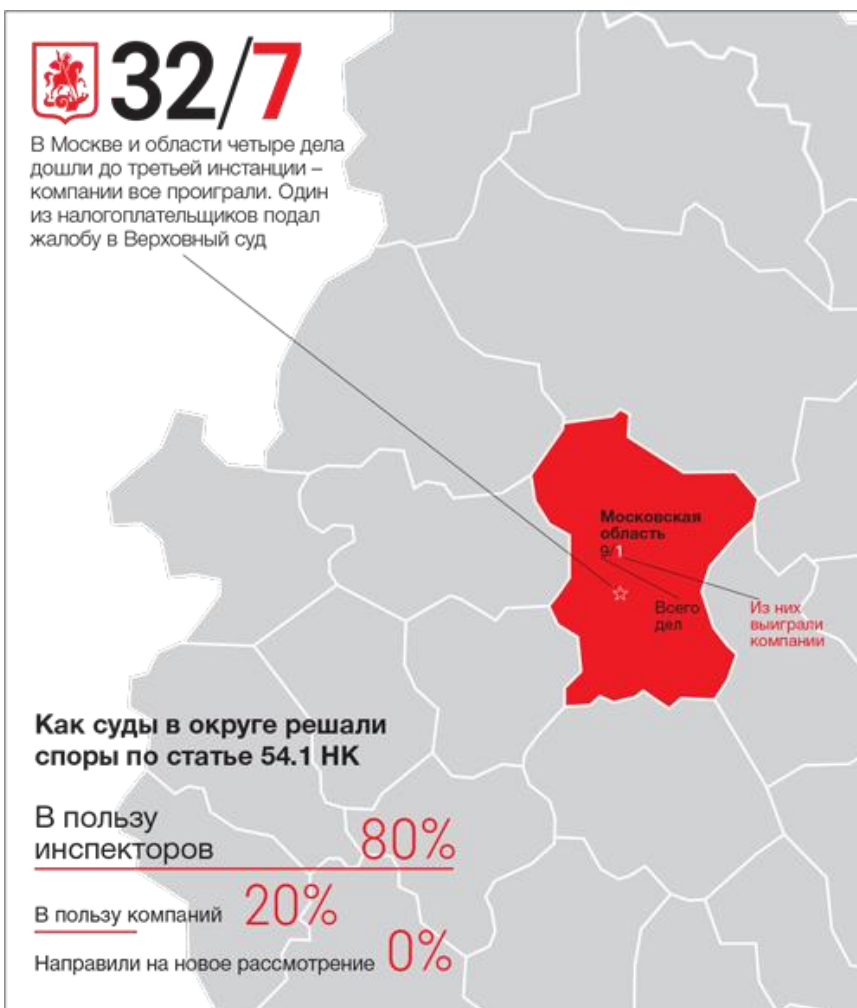 32/7
В Москве и области четыре дела
дошли до третьей инстанции –
компании все проиграли. Один
из налогоплательщиков подал
жалобу в Верховный суд
Московская
область
9/1
Всего
дел
Из них
выиграли
компании
Как суды в округе решали
споры по статье 54.1 НК
В пользу
инспекторов 80%
В пользу компаний 20%
Направили на новое рассмотрение 0%